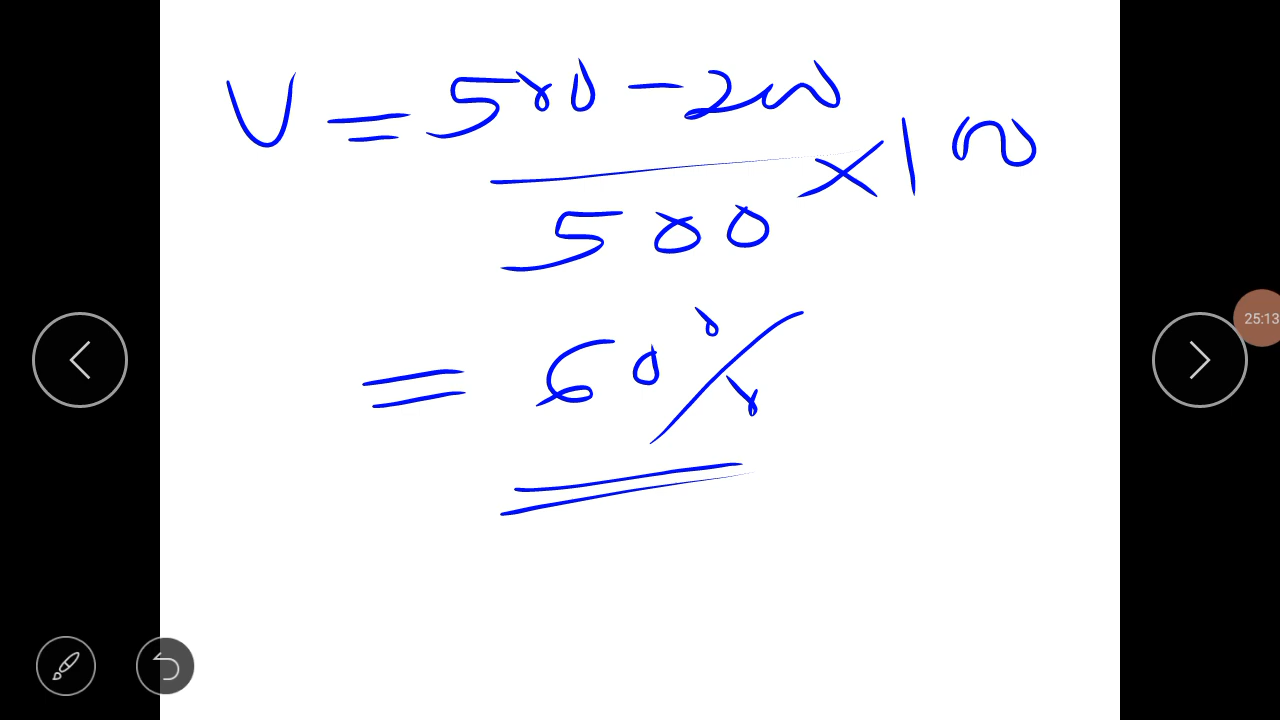 V = 500 - 200
× 100
500
= 60%
25:13